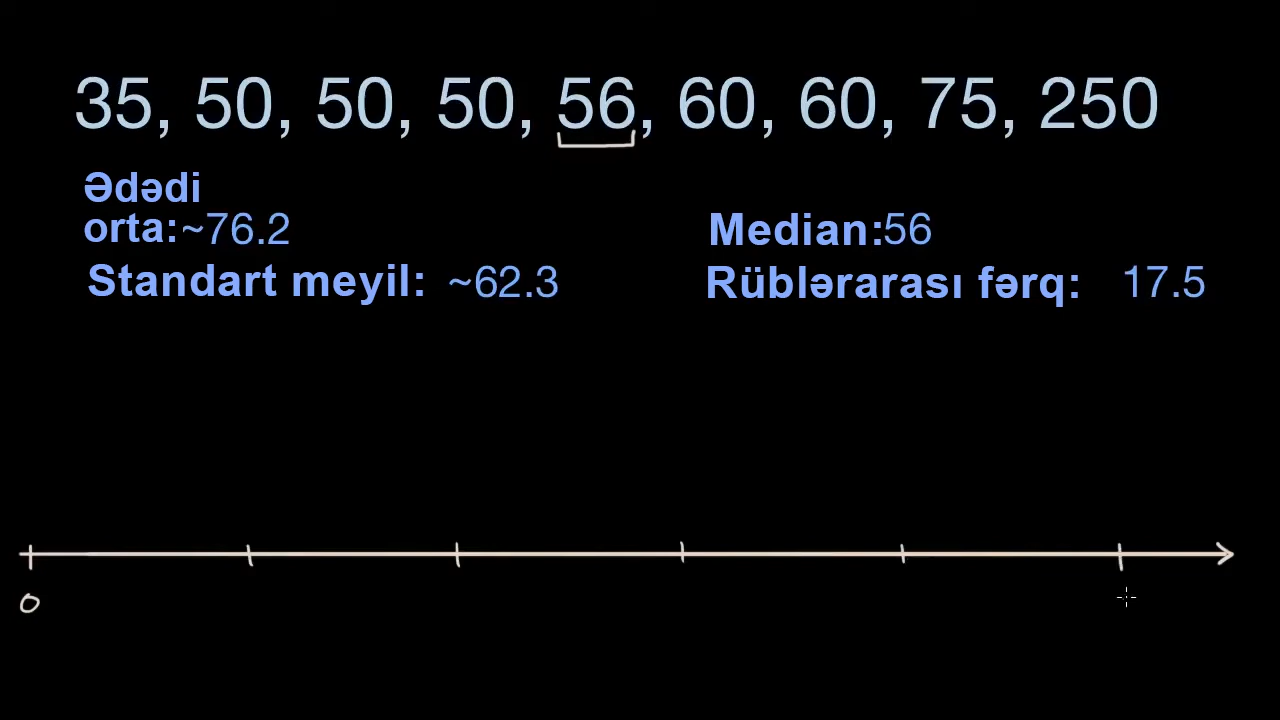 35, 50, 50, 50, 56, 60, 60, 75, 250
Ədədi
orta:~76.2
Median:56
Standart meyil: ~62.3
Rüblərarası fərq: 17.5
0